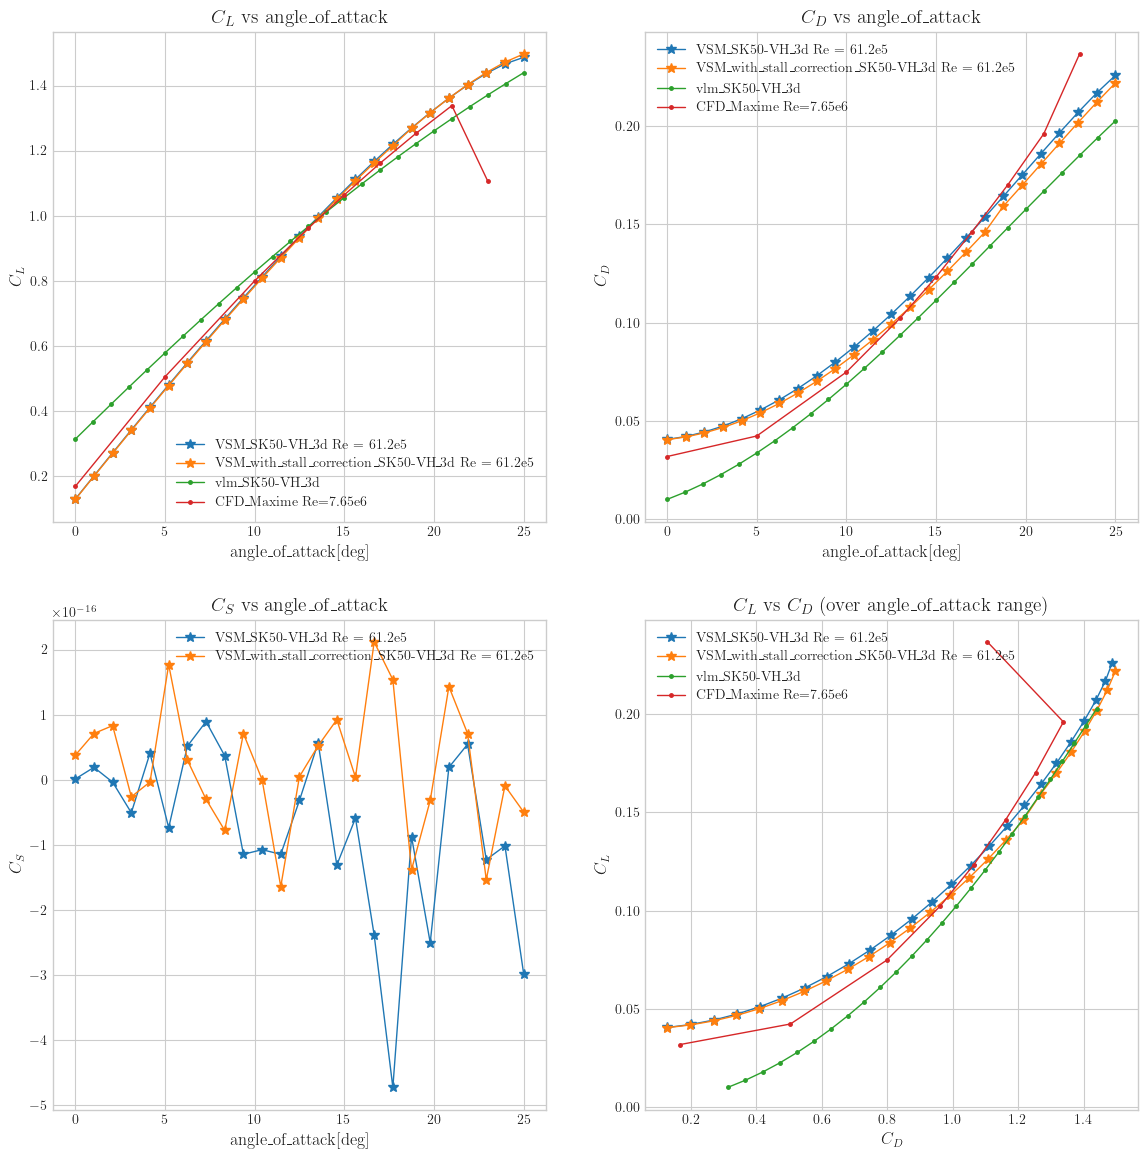 C_L vs angle_of_attack
1.4
1.2
1.0
0.8
0.6
0.4
0.2
C_L
VSM_SK50-VH_3d Re = 61.2e5
VSM_with_stall_correction_SK50-VH_3d Re = 61.2e5
vlm_SK50-VH_3d
CFD_Maxime Re=7.65e6
0 5 10 15 20 25
angle_of_attack[deg]
C_D vs angle_of_attack
VSM_SK50-VH_3d Re = 61.2e5
VSM_with_stall_correction_SK50-VH_3d Re = 61.2e5
vlm_SK50-VH_3d
CFD_Maxime Re=7.65e6
0.20
0.15
0.10
0.05
0.00
C_D
0 5 10 15 20 25
angle_of_attack[deg]
C_S vs angle_of_attack
×10⁻¹⁶
VSM_SK50-VH_3d Re = 61.2e5
VSM_with_stall_correction_SK50-VH_3d Re = 61.2e5
2
1
0
−1
−2
−3
−4
−5
C_S
0 5 10 15 20 25
angle_of_attack[deg]
C_L vs C_D (over angle_of_attack range)
VSM_SK50-VH_3d Re = 61.2e5
VSM_with_stall_correction_SK50-VH_3d Re = 61.2e5
vlm_SK50-VH_3d
CFD_Maxime Re=7.65e6
0.20
0.15
0.10
0.05
0.00
C_L
0.2 0.4 0.6 0.8 1.0 1.2 1.4
C_D